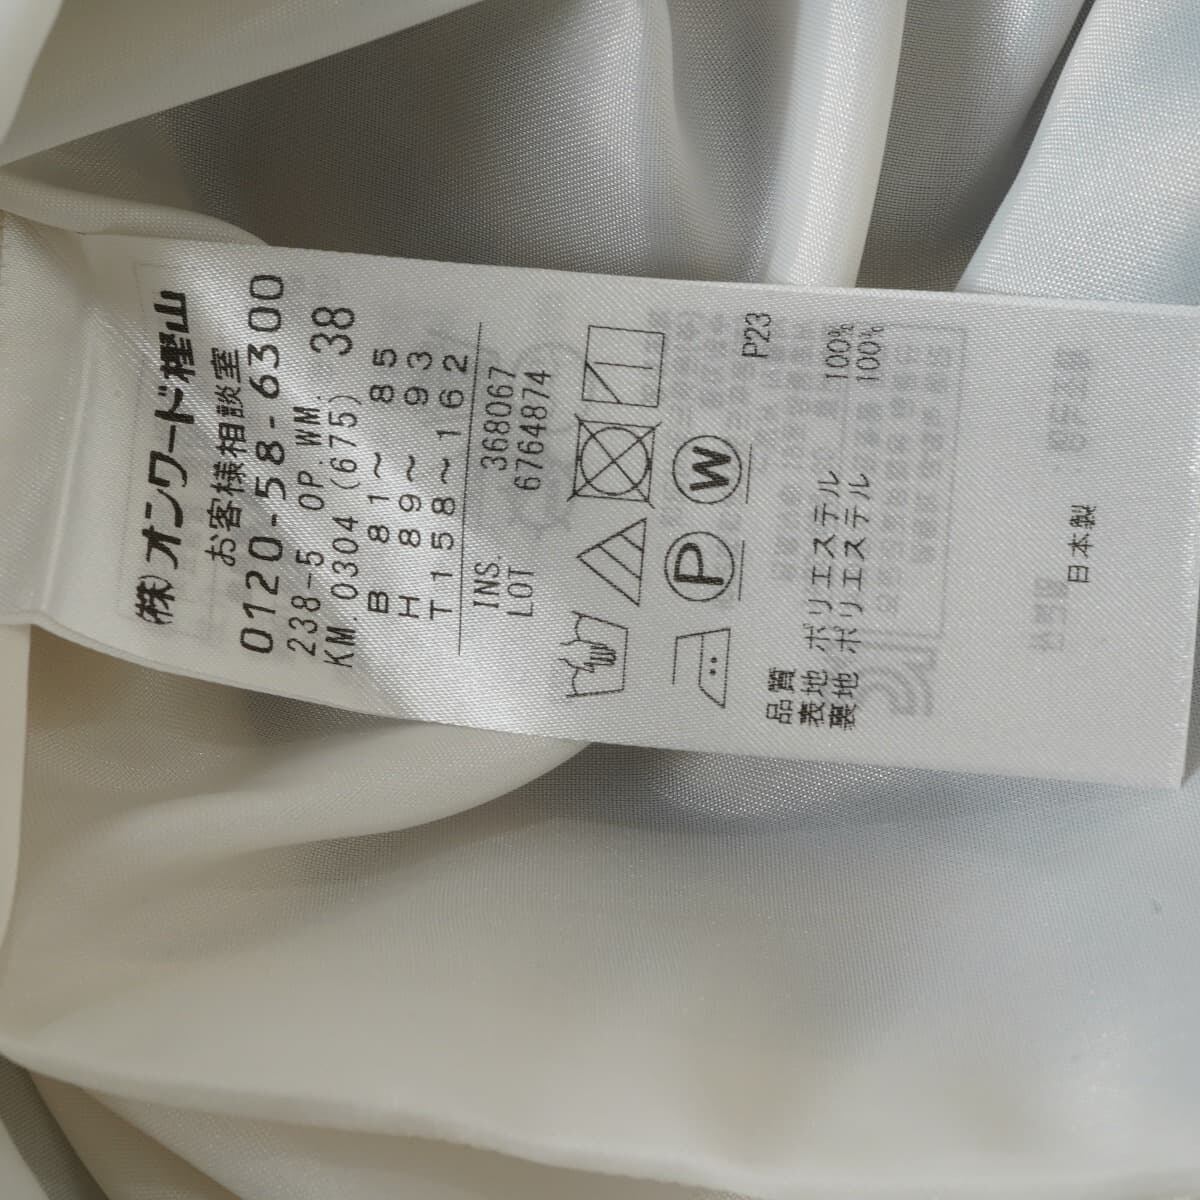 ㈱オンワード樫山
お客様相談室
0120-58-6300
238-5 OP.WM. 38
KM.0304(675)
B 81～ 85
H 89～ 93
T158～162
INS. 368067
LOT 6764874
P W
P23
品質
表地 ポリエステル 100%
裏地 ポリエステル 100%
日本製